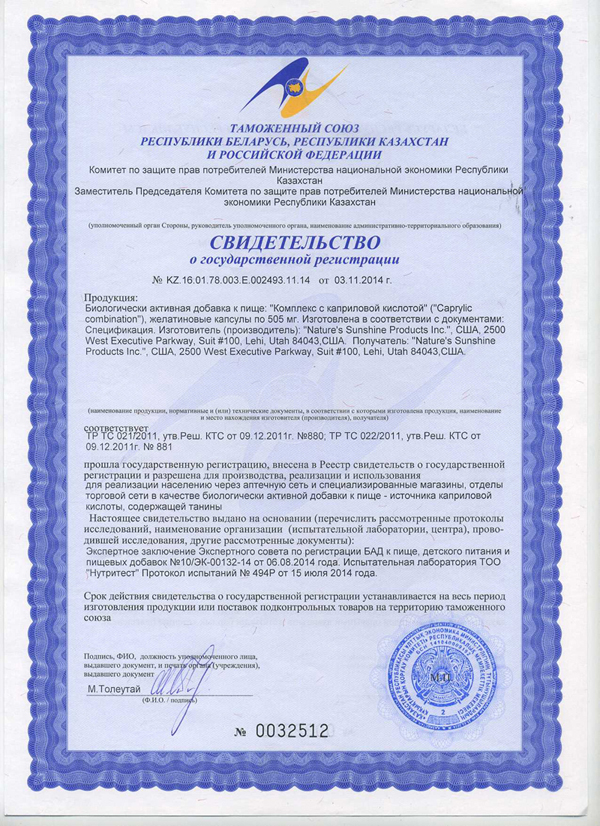 ТАМОЖЕННЫЙ СОЮЗ
РЕСПУБЛИКИ БЕЛАРУСЬ, РЕСПУБЛИКИ КАЗАХСТАН
И РОССИЙСКОЙ ФЕДЕРАЦИИ
Комитет по защите прав потребителей Министерства национальной экономики Республики
Казахстан
Заместитель Председателя Комитета по защите прав потребителей Министерства национальной
экономики Республики Казахстан
(уполномоченный орган Стороны, руководитель уполномоченного органа, наименование административно-территориального образования)
СВИДЕТЕЛЬСТВО
о государственной регистрации
№ KZ.16.01.78.003.E.002493.11.14 от 03.11.2014 г.
Продукция:
Биологически активная добавка к пище: "Комплекс с каприловой кислотой" ("Caprylic
combination"), желатиновые капсулы по 505 мг. Изготовлена в соответствии с документами:
Спецификация. Изготовитель (производитель): "Nature's Sunshine Products Inc.", США, 2500
West Executive Parkway, Suit #100, Lehi, Utah 84043,США. Получатель: "Nature's Sunshine
Products Inc.", США, 2500 West Executive Parkway, Suit #100, Lehi, Utah 84043,США.
(наименование продукции, нормативные и (или) технические документы, в соответствии с которыми изготовлена продукция, наименование
и место нахождения изготовителя (производителя), получателя)
соответствует
ТР ТС 021/2011, утв.Реш. КТС от 09.12.2011г. №880; ТР ТС 022/2011, утв.Реш. КТС от
09.12.2011г. № 881
прошла государственную регистрацию, внесена в Реестр свидетельств о государственной
регистрации и разрешена для производства, реализации и использования
для реализации населению через аптечную сеть и специализированные магазины, отделы
торговой сети в качестве биологически активной добавки к пище - источника каприловой
кислоты, содержащей танины
Настоящее свидетельство выдано на основании (перечислить рассмотренные протоколы
исследований, наименование организации (испытательной лаборатории, центра), прово-
дившей исследования, другие рассмотренные документы):
Экспертное заключение Экспертного совета по регистрации БАД к пище, детского питания и
пищевых добавок №10/ЭК-00132-14 от 06.08.2014 года. Испытательная лаборатория ТОО
"Нутритест" Протокол испытаний № 494Р от 15 июля 2014 года.
Срок действия свидетельства о государственной регистрации устанавливается на весь период
изготовления продукции или поставок подконтрольных товаров на территорию таможенного
союза
Подпись, ФИО, должность уполномоченного лица,
выдавшего документ, и печать органа (учреждения),
выдавшего документ
М.Толеутай
(Ф.И.О. / подпись)
М.П.
2
№ 0032512